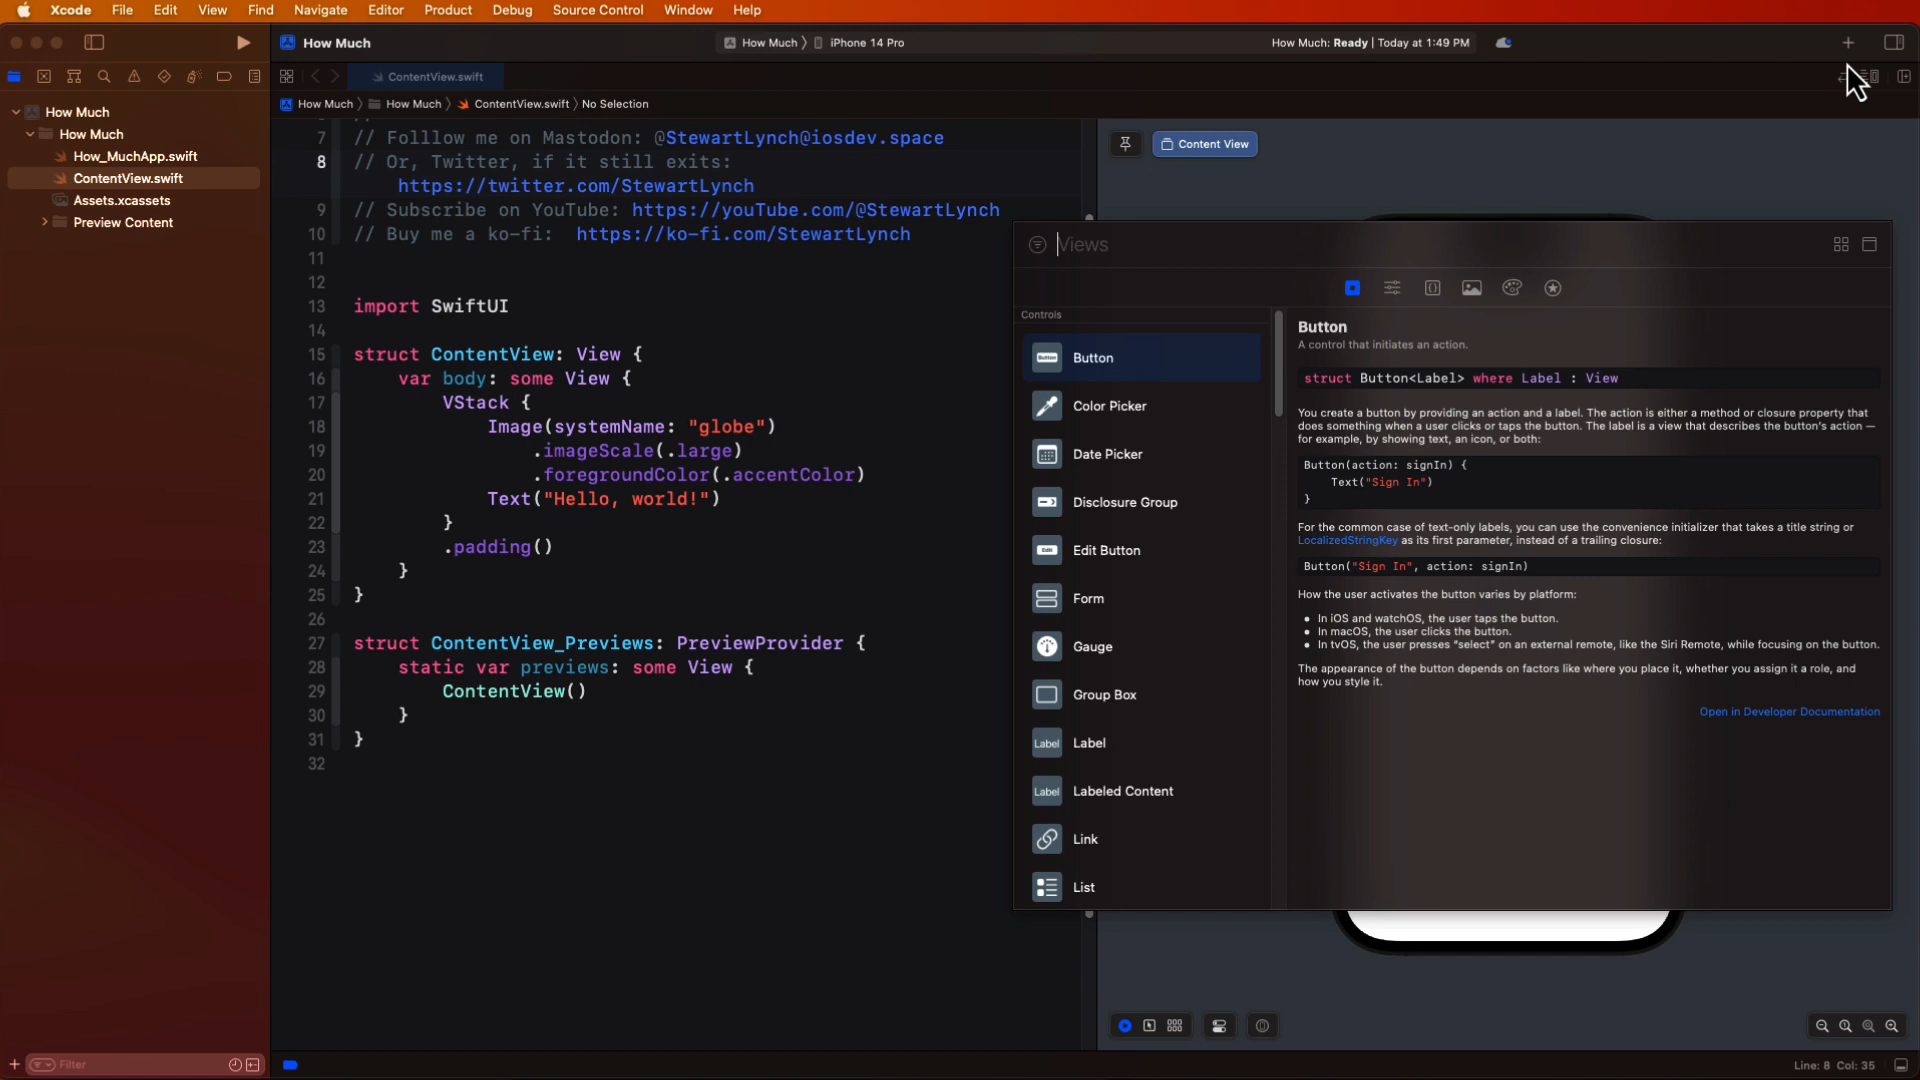 Xcode File Edit View Find Navigate Editor Product Debug Source Control Window Help
How Much
How Much 〉 iPhone 14 Pro
How Much: Ready | Today at 1:49 PM
ContentView.swift
How Much 〉 How Much 〉 ContentView.swift 〉 No Selection
How Much
How Much
How_MuchApp.swift
ContentView.swift
Assets.xcassets
Preview Content
7 // Folllow me on Mastodon: @StewartLynch@iosdev.space
8 // Or, Twitter, if it still exits:
https://twitter.com/StewartLynch
9 // Subscribe on YouTube: https://youTube.com/@StewartLynch
10 // Buy me a ko-fi:  https://ko-fi.com/StewartLynch
11
12
13 import SwiftUI
14
15 struct ContentView: View {
16     var body: some View {
17         VStack {
18             Image(systemName: "globe")
19                 .imageScale(.large)
20                 .foregroundColor(.accentColor)
21             Text("Hello, world!")
22         }
23         .padding()
24     }
25 }
26
27 struct ContentView_Previews: PreviewProvider {
28     static var previews: some View {
29         ContentView()
30     }
31 }
32
Content View
Views
Controls
Button
Color Picker
Date Picker
Disclosure Group
Edit Button
Form
Gauge
Group Box
Label
Labeled Content
Link
List
Button
Edit
Label
Label
Button
A control that initiates an action.
struct Button<Label> where Label : View
You create a button by providing an action and a label. The action is either a method or closure property that
does something when a user clicks or taps the button. The label is a view that describes the button's action —
for example, by showing text, an icon, or both:
Button(action: signIn) {
    Text("Sign In")
}
For the common case of text-only labels, you can use the convenience initializer that takes a title string or
LocalizedStringKey as its first parameter, instead of a trailing closure:
Button("Sign In", action: signIn)
How the user activates the button varies by platform:
• In iOS and watchOS, the user taps the button.
• In macOS, the user clicks the button.
• In tvOS, the user presses “select” on an external remote, like the Siri Remote, while focusing on the button.
The appearance of the button depends on factors like where you place it, whether you assign it a role, and
how you style it.
Open in Developer Documentation
Filter
Line: 8 Col: 35